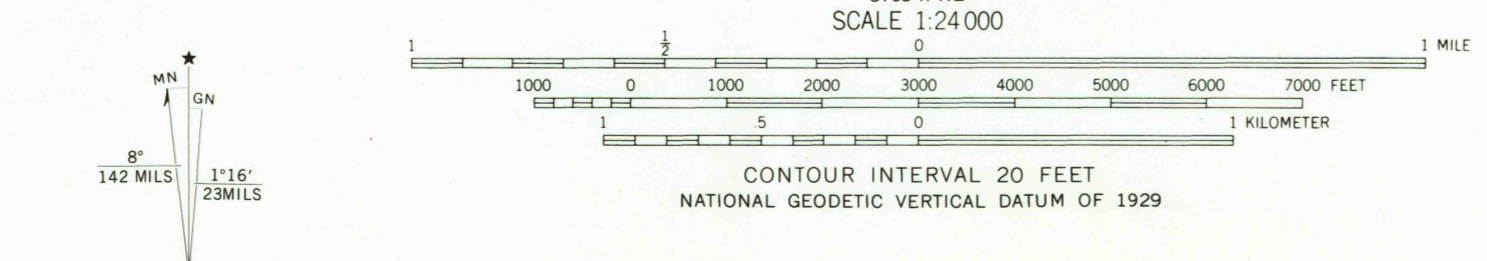 SCALE 1:24 000
1 ½ 0 1 MILE
1000 0 1000 2000 3000 4000 5000 6000 7000 FEET
1 .5 0 1 KILOMETER
CONTOUR INTERVAL 20 FEET
NATIONAL GEODETIC VERTICAL DATUM OF 1929
★
MN
GN
8°
142 MILS
1°16′
23MILS